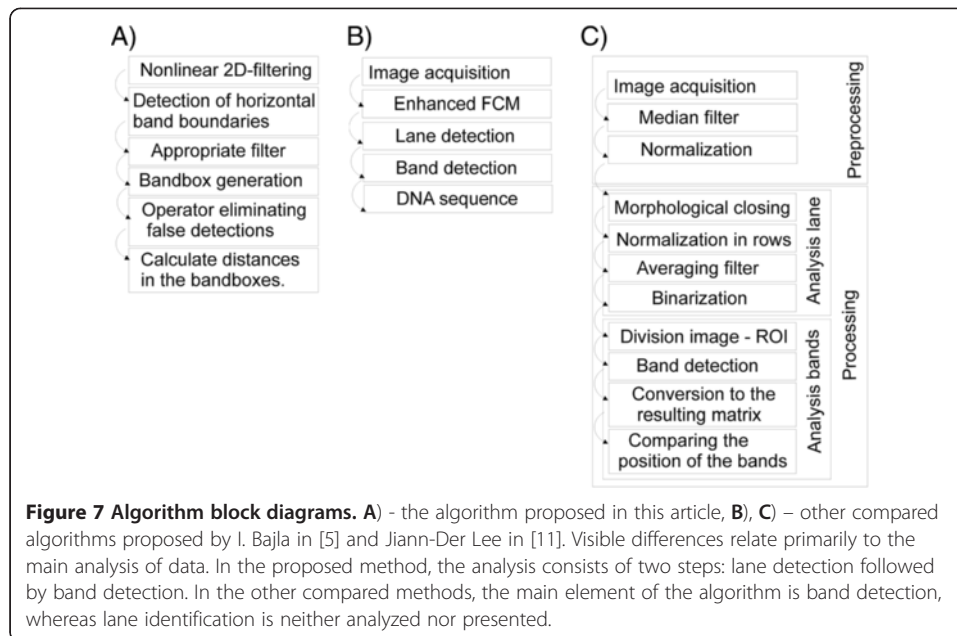 A)
Nonlinear 2D-filtering
Detection of horizontal
band boundaries
Appropriate filter
Bandbox generation
Operator eliminating
false detections
Calculate distances
in the bandboxes.
B)
Image acquisition
Enhanced FCM
Lane detection
Band detection
DNA sequence
C)
Image acquisition
Median filter
Normalization
Preprocessing
Morphological closing
Normalization in rows
Averaging filter
Binarization
Analysis lane
Division image - ROI
Band detection
Conversion to the
resulting matrix
Comparing the
position of the bands
Analysis bands
Processing
Figure 7 Algorithm block diagrams. A) - the algorithm proposed in this article, B), C) – other compared
algorithms proposed by I. Bajla in [5] and Jiann-Der Lee in [11]. Visible differences relate primarily to the
main analysis of data. In the proposed method, the analysis consists of two steps: lane detection followed
by band detection. In the other compared methods, the main element of the algorithm is band detection,
whereas lane identification is neither analyzed nor presented.